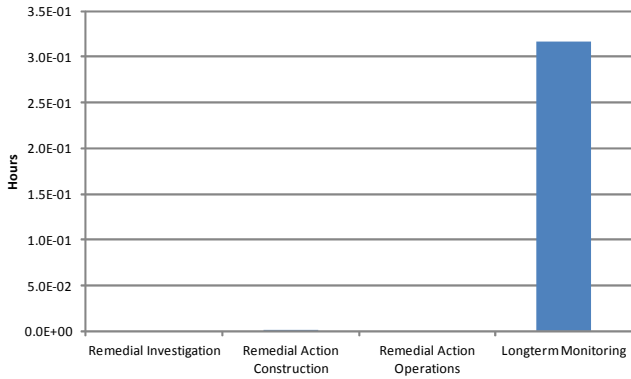 3.5E-01
3.0E-01
2.5E-01
2.0E-01
1.5E-01
1.0E-01
5.0E-02
0.0E+00
Hours
Remedial Investigation
Remedial Action
Construction
Remedial Action
Operations
Longterm Monitoring